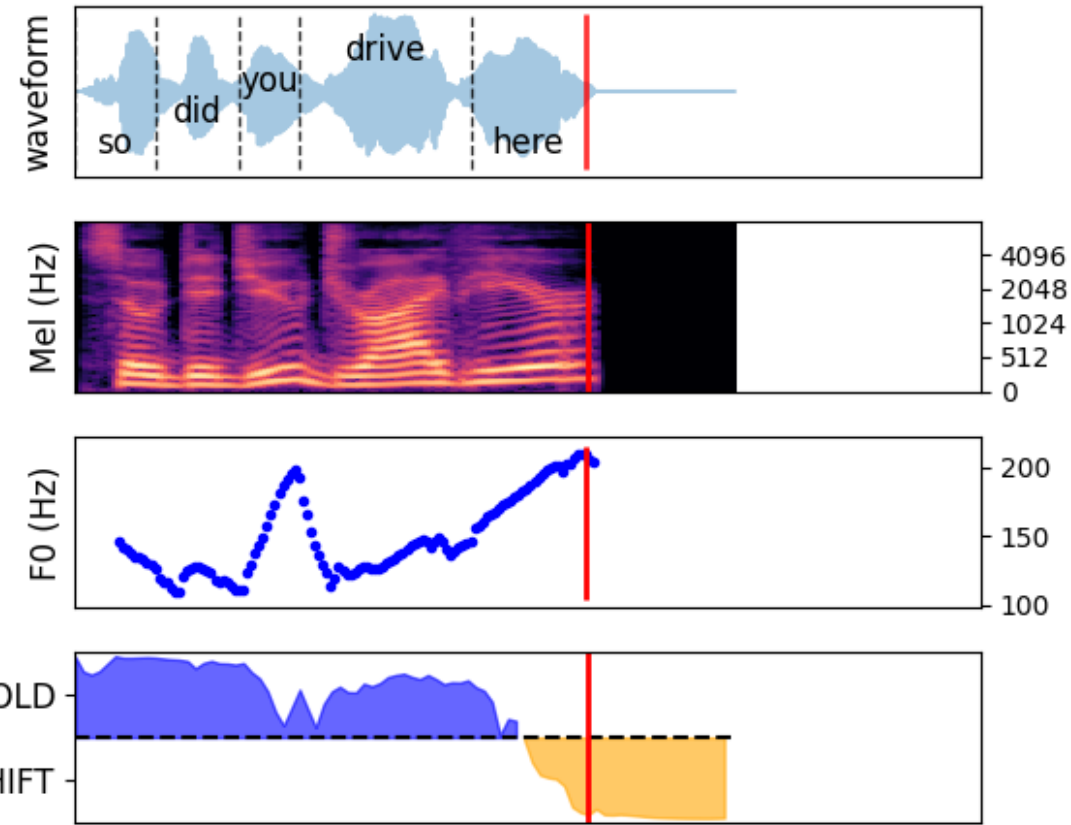 waveform
so
did
you
drive
here
Mel (Hz)
4096
2048
1024
512
0
F0 (Hz)
200
150
100
OLD
HIFT